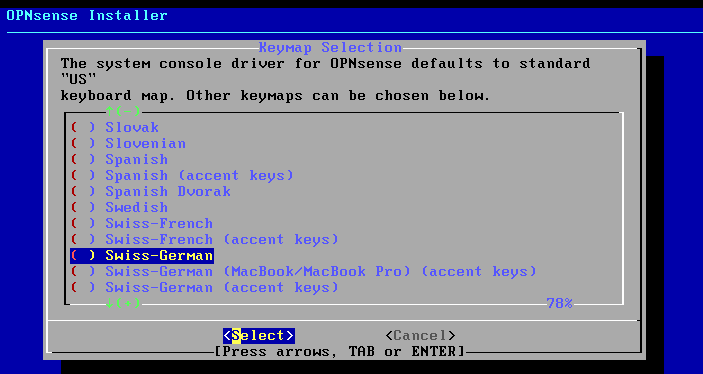 OPNsense Installer
Keymap Selection
The system console driver for OPNsense defaults to standard
"US"
keyboard map. Other keymaps can be chosen below.
↑(-)
( ) Slovak
( ) Slovenian
( ) Spanish
( ) Spanish (accent keys)
( ) Spanish Dvorak
( ) Swedish
( ) Swiss-French
( ) Swiss-French (accent keys)
( ) Swiss-German
( ) Swiss-German (MacBook/MacBook Pro) (accent keys)
( ) Swiss-German (accent keys)
↓(+) 78%
<Select> <Cancel>
[Press arrows, TAB or ENTER]